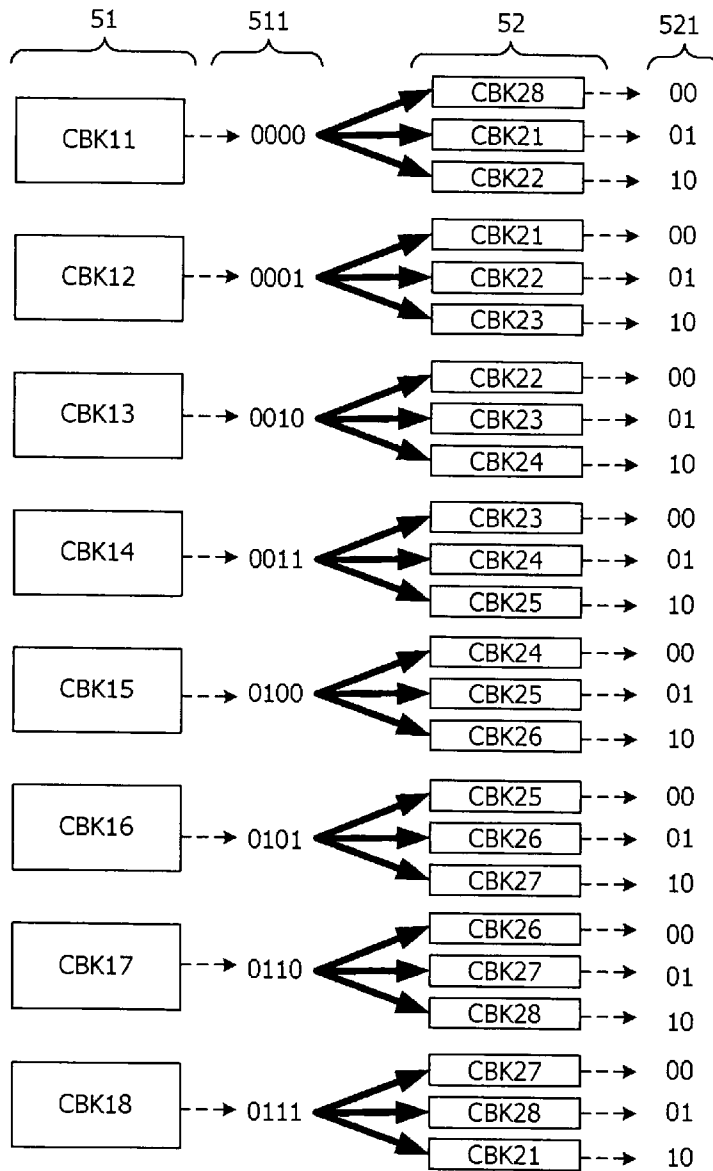 51 511 52 521
CBK28 00
CBK11 0000 CBK21 01
CBK22 10
CBK21 00
CBK12 0001 CBK22 01
CBK23 10
CBK22 00
CBK13 0010 CBK23 01
CBK24 10
CBK23 00
CBK14 0011 CBK24 01
CBK25 10
CBK24 00
CBK15 0100 CBK25 01
CBK26 10
CBK25 00
CBK16 0101 CBK26 01
CBK27 10
CBK26 00
CBK17 0110 CBK27 01
CBK28 10
CBK27 00
CBK18 0111 CBK28 01
CBK21 10